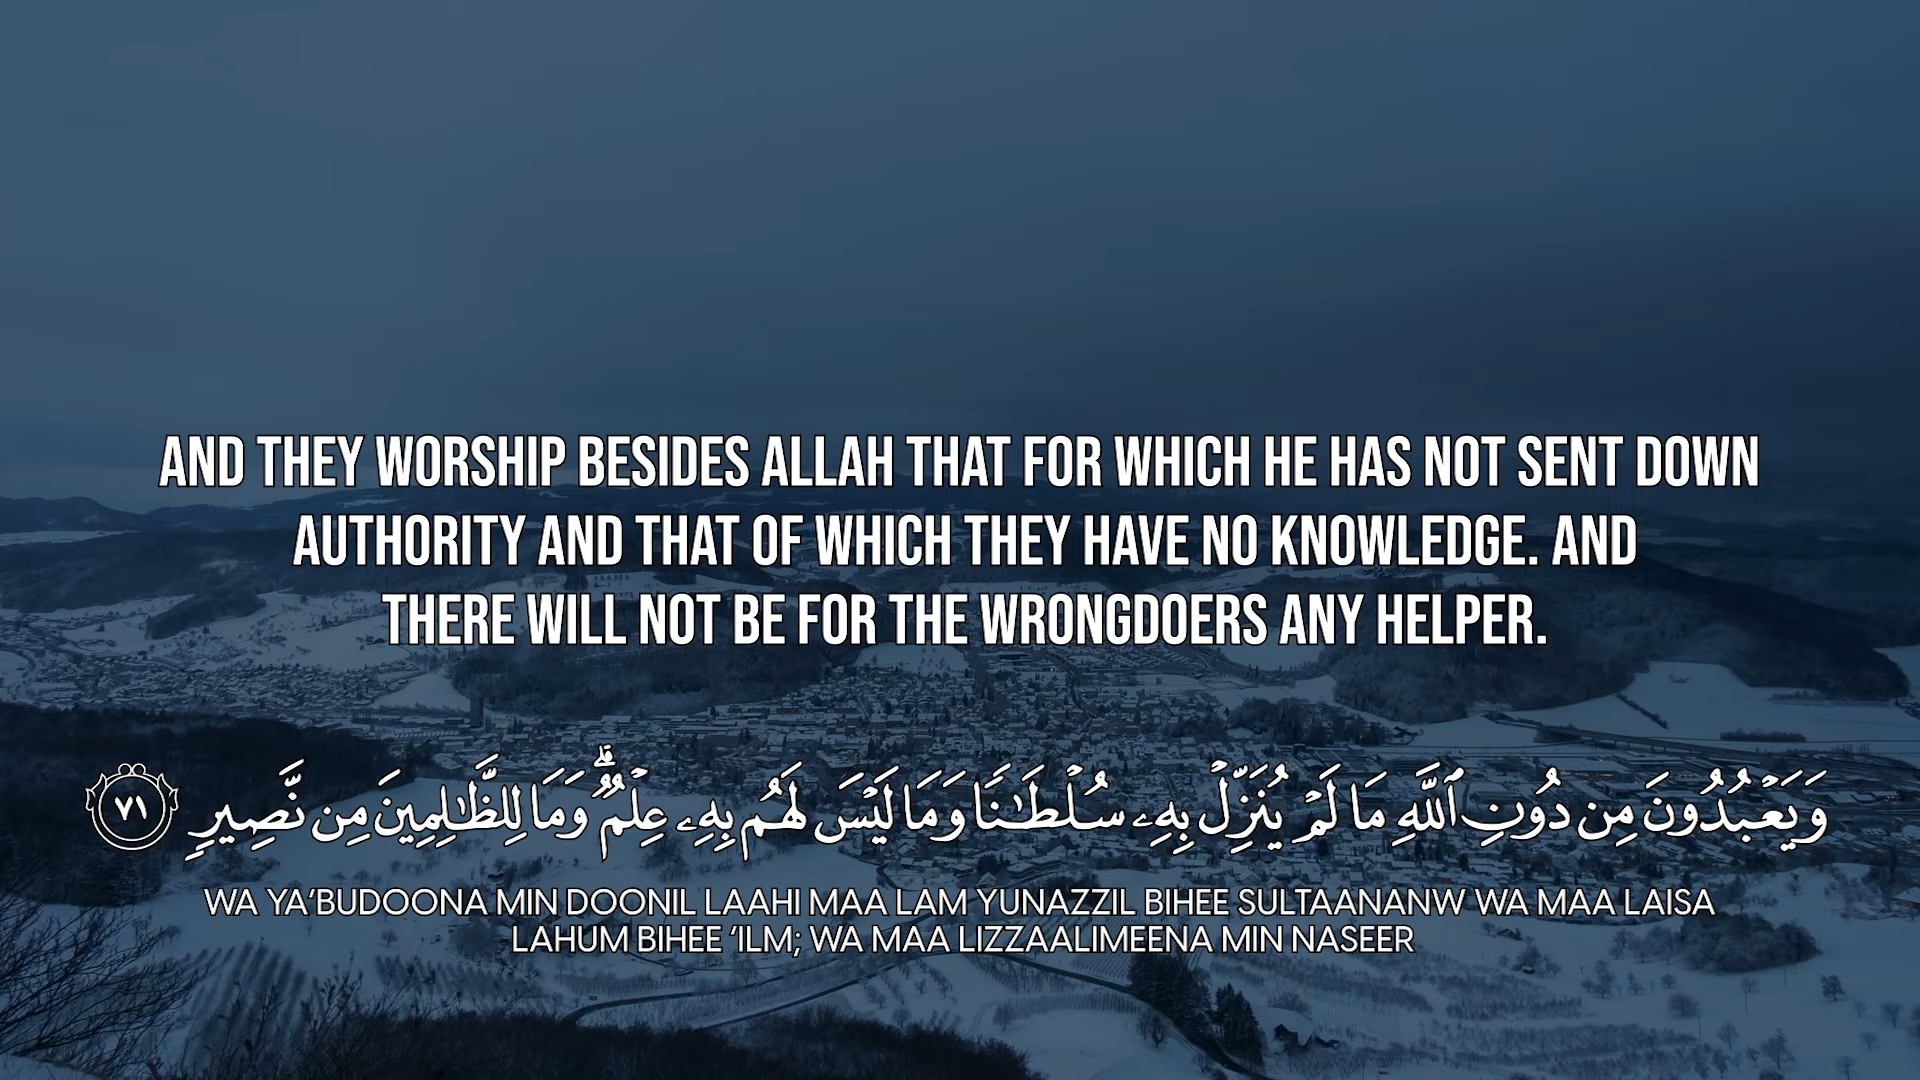 AND THEY WORSHIP BESIDES ALLAH THAT FOR WHICH HE HAS NOT SENT DOWN
AUTHORITY AND THAT OF WHICH THEY HAVE NO KNOWLEDGE. AND
THERE WILL NOT BE FOR THE WRONGDOERS ANY HELPER.
وَيَعۡبُدُونَ مِن دُونِ ٱللَّهِ مَا لَمۡ يُنَزِّلۡ بِهِۦ سُلۡطَٰنٗا وَمَا لَيۡسَ لَهُم بِهِۦ عِلۡمٞۗ وَمَا لِلظَّٰلِمِينَ مِن نَّصِيرٖ ٧١
WA YA'BUDOONA MIN DOONIL LAAHI MAA LAM YUNAZZIL BIHEE SULTAANANW WA MAA LAISA
LAHUM BIHEE 'ILM; WA MAA LIZZAALIMEENA MIN NASEER